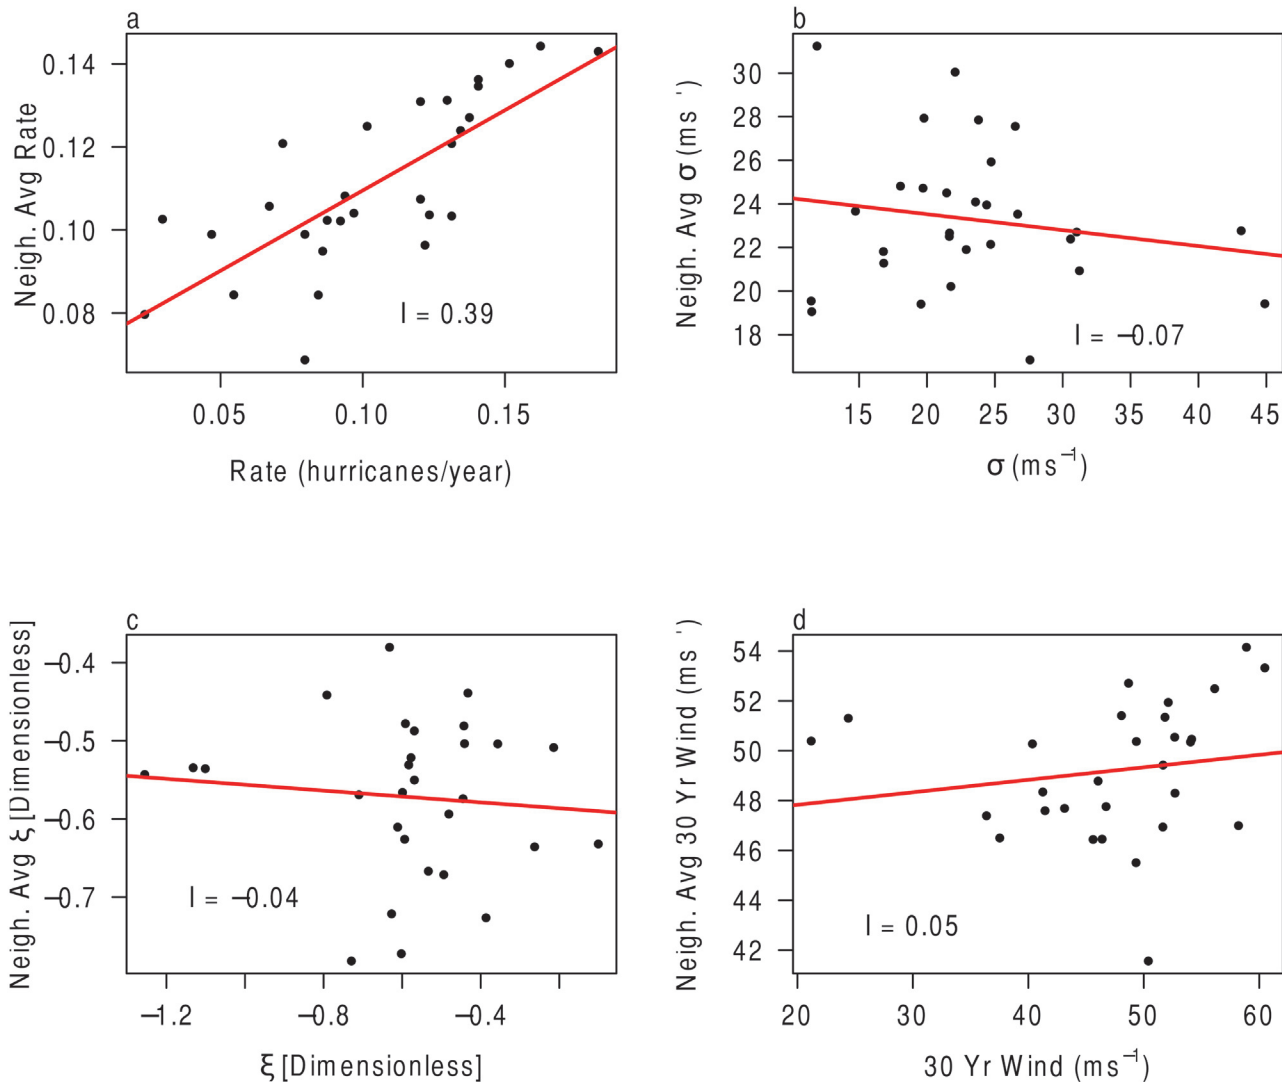 a
Neigh. Avg Rate
0.14
0.12
0.10
0.08
I = 0.39
0.05 0.10 0.15
Rate (hurricanes/year)
b
Neigh. Avg σ (ms⁻)
30
28
26
24
22
20
18
I = −0.07
15 20 25 30 35 40 45
σ (ms⁻¹)
c
Neigh. Avg ξ [Dimensionless]
−0.4
−0.5
−0.6
−0.7
I = −0.04
−1.2 −0.8 −0.4
ξ [Dimensionless]
d
Neigh. Avg 30 Yr Wind (ms⁻)
54
52
50
48
46
44
42
I = 0.05
20 30 40 50 60
30 Yr Wind (ms⁻¹)